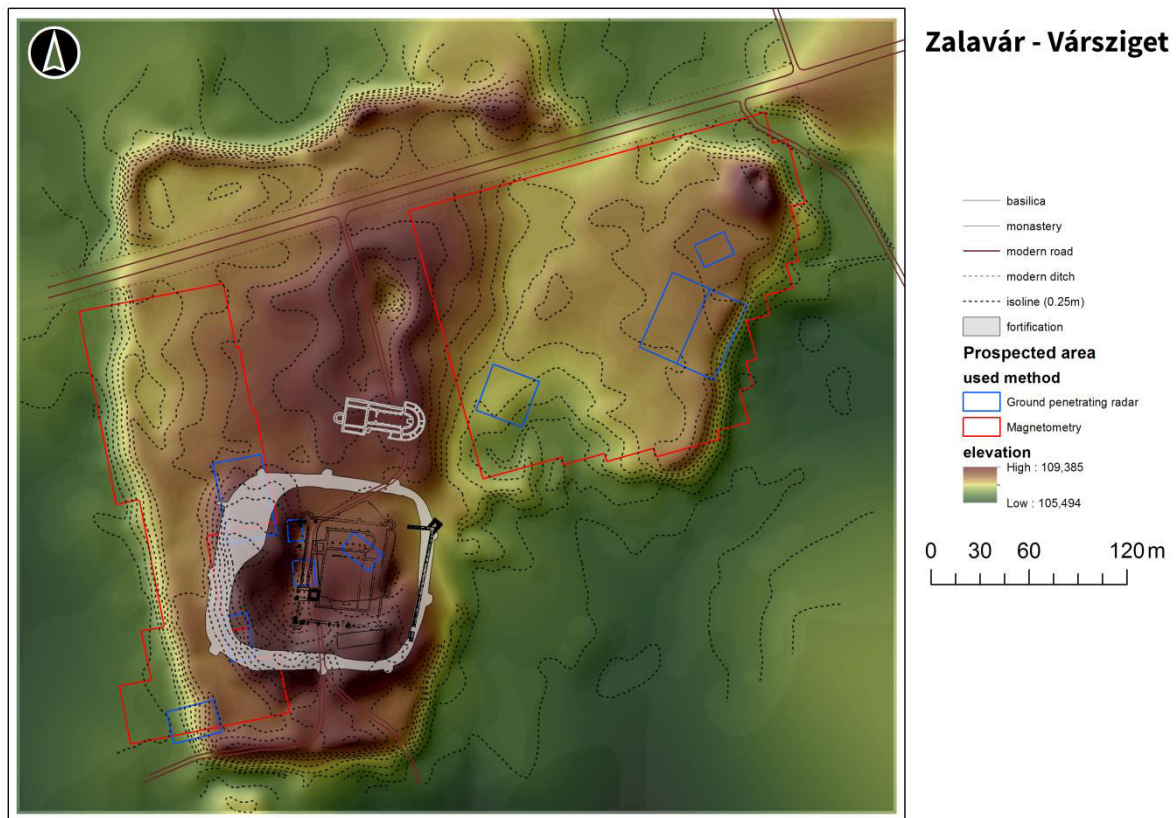 Zalavár - Vársziget
basilica
monastery
modern road
modern ditch
isoline (0.25m)
fortification
Prospected area
used method
Ground penetrating radar
Magnetometry
elevation
High : 109,385
Low : 105,494
0 30 60 120 m